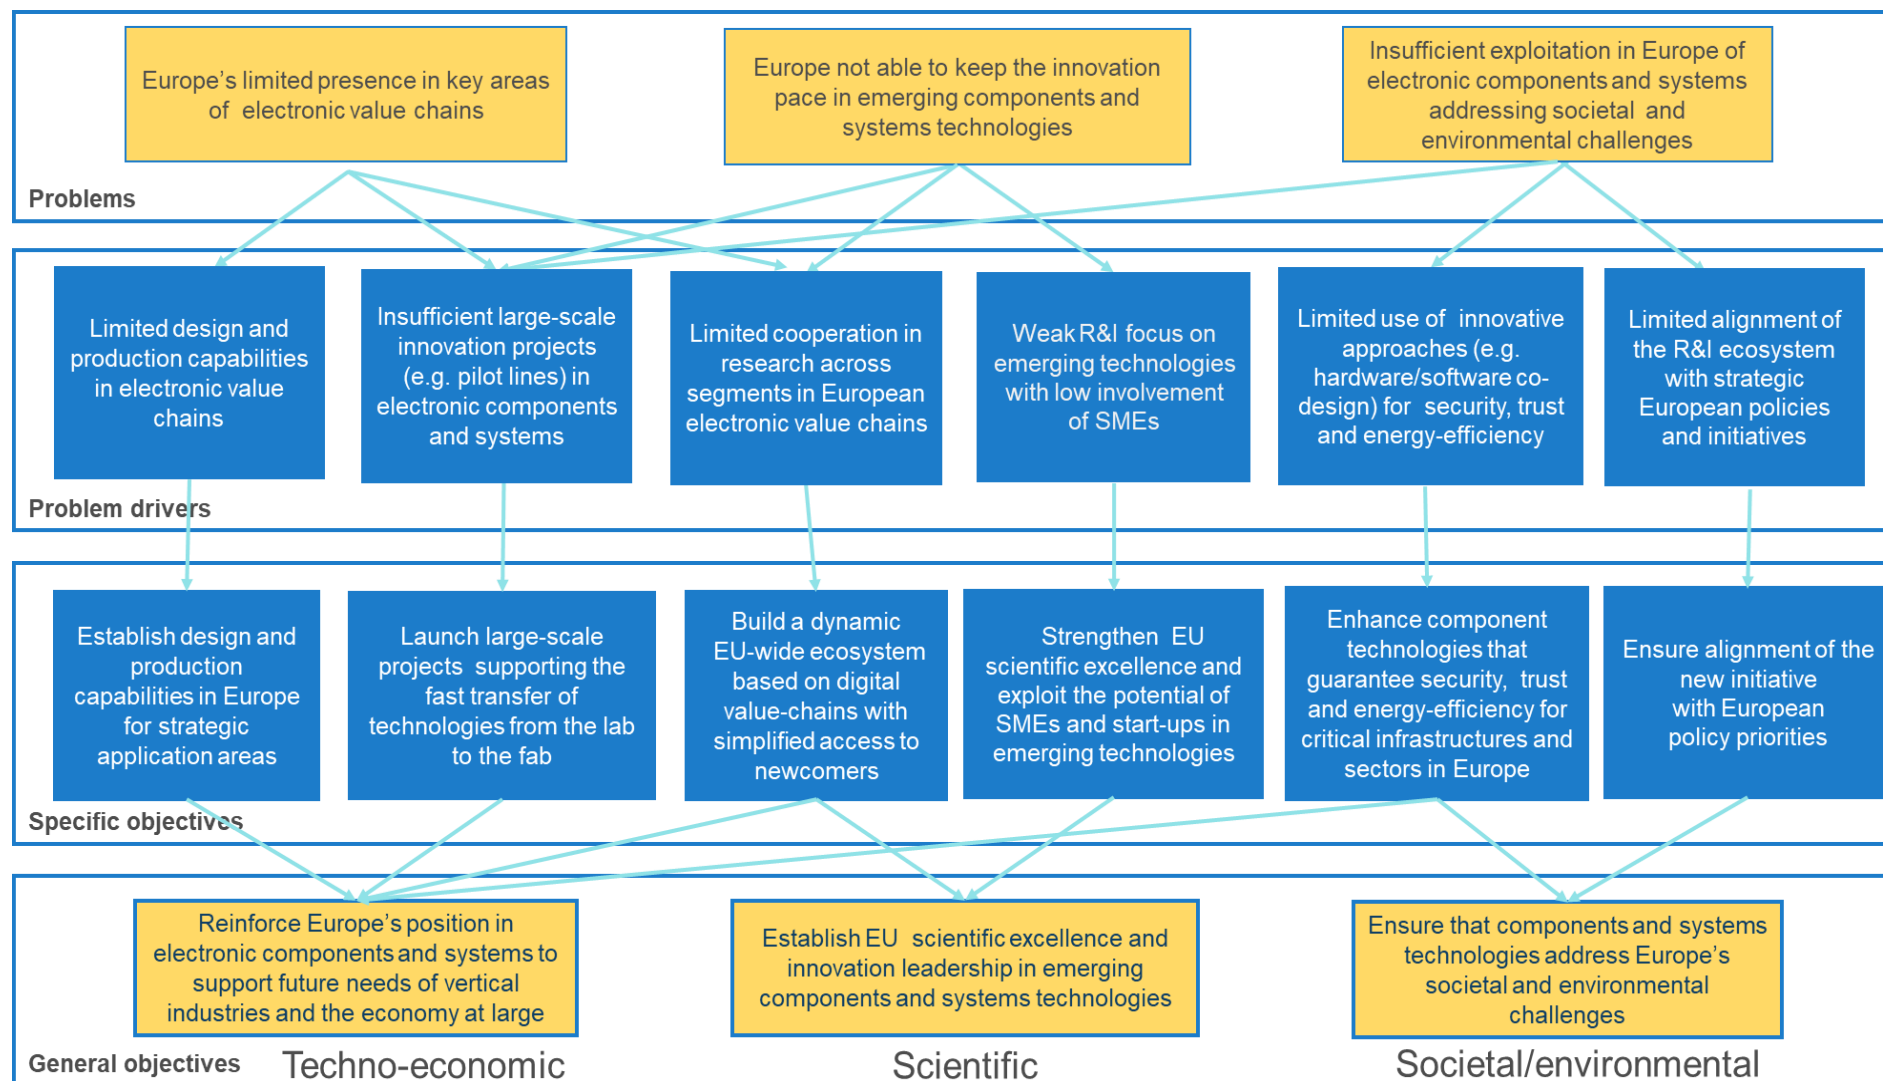 Europe's limited presence in key areas
of electronic value chains
Europe not able to keep the innovation
pace in emerging components and
systems technologies
Insufficient exploitation in Europe of
electronic components and systems
addressing societal and
environmental challenges
Problems
Limited design and
production capabilities
in electronic value
chains
Insufficient large-scale
innovation projects
(e.g. pilot lines) in
electronic components
and systems
Limited cooperation in
research across
segments in European
electronic value chains
Weak R&I focus on
emerging technologies
with low involvement
of SMEs
Limited use of innovative
approaches (e.g.
hardware/software co-
design) for security, trust
and energy-efficiency
Limited alignment of
the R&I ecosystem
with strategic
European policies
and initiatives
Problem drivers
Establish design and
production
capabilities in Europe
for strategic
application areas
Launch large-scale
projects supporting the
fast transfer of
technologies from the lab
to the fab
Build a dynamic
EU-wide ecosystem
based on digital
value-chains with
simplified access to
newcomers
Strengthen EU
scientific excellence and
exploit the potential of
SMEs and start-ups in
emerging technologies
Enhance component
technologies that
guarantee security, trust
and energy-efficiency for
critical infrastructures and
sectors in Europe
Ensure alignment of the
new initiative
with European
policy priorities
Specific objectives
Reinforce Europe's position in
electronic components and systems to
support future needs of vertical
industries and the economy at large
Establish EU scientific excellence and
innovation leadership in emerging
components and systems technologies
Ensure that components and systems
technologies address Europe's
societal and environmental
challenges
General objectives
Techno-economic
Scientific
Societal/environmental